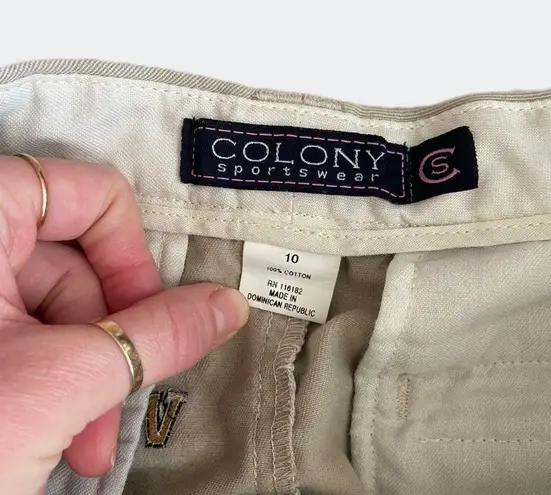 COLONY
sportswear
CS
10
100% COTTON
RN 116182
MADE IN
DOMINICAN REPUBLIC
V